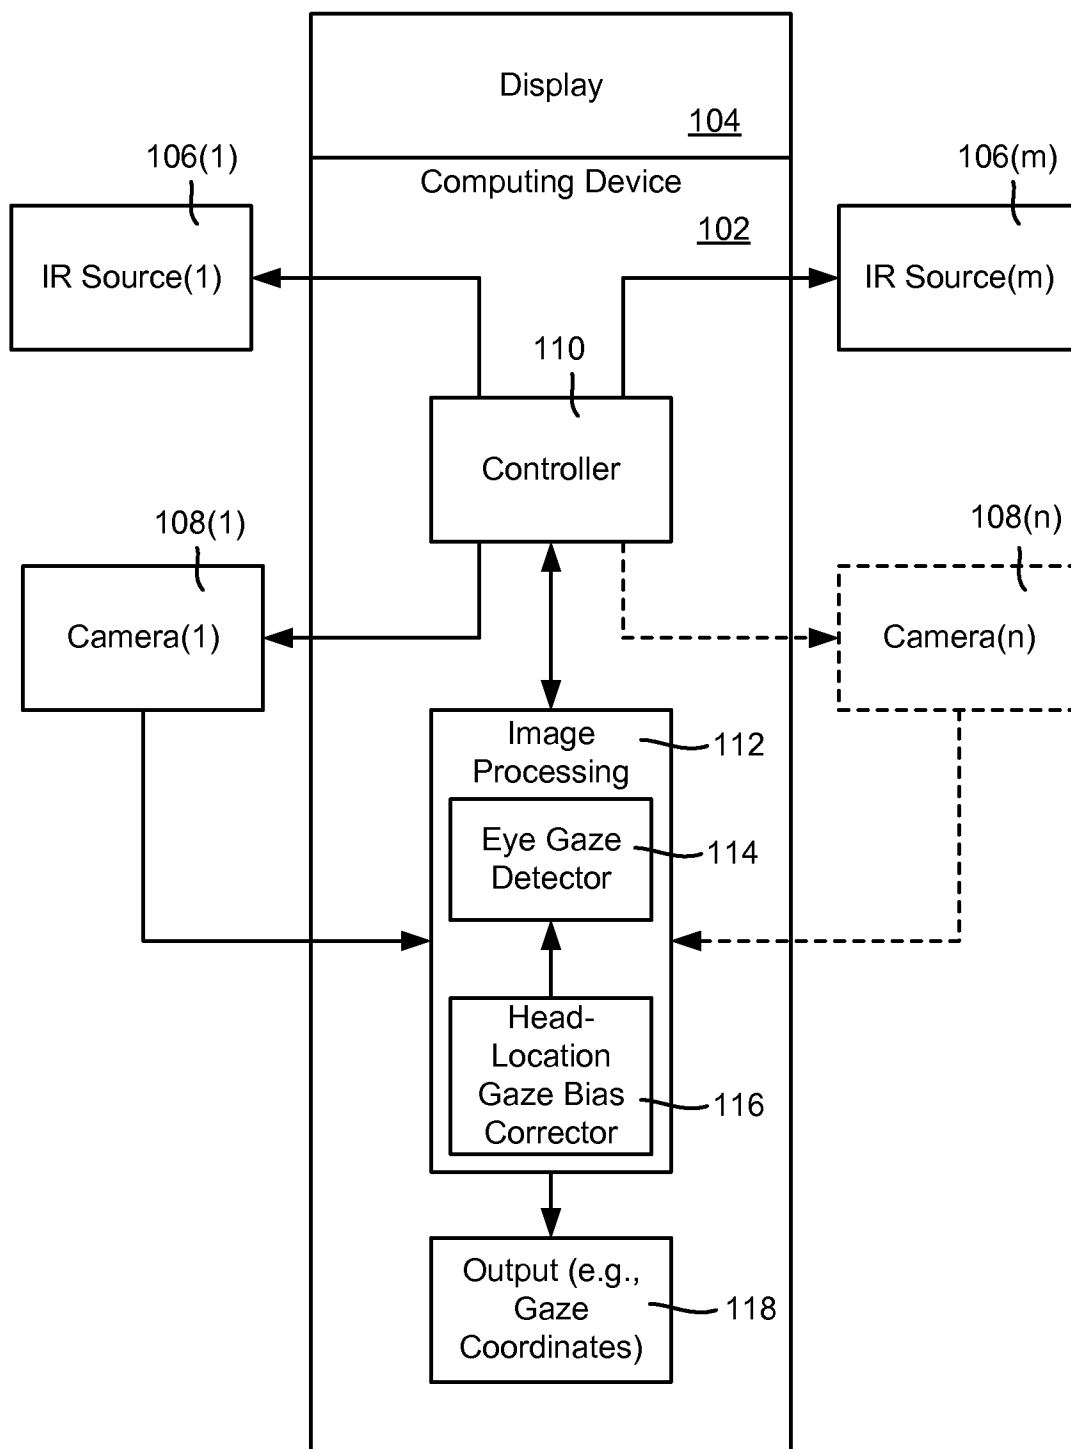 Display
104
106(1)
106(m)
Computing Device
102
IR Source(1)
IR Source(m)
110
Controller
108(1)
108(n)
Camera(1)
Camera(n)
Image
Processing
112
Eye Gaze
Detector
114
Head-
Location
Gaze Bias
Corrector
116
Output (e.g.,
Gaze
Coordinates)
118